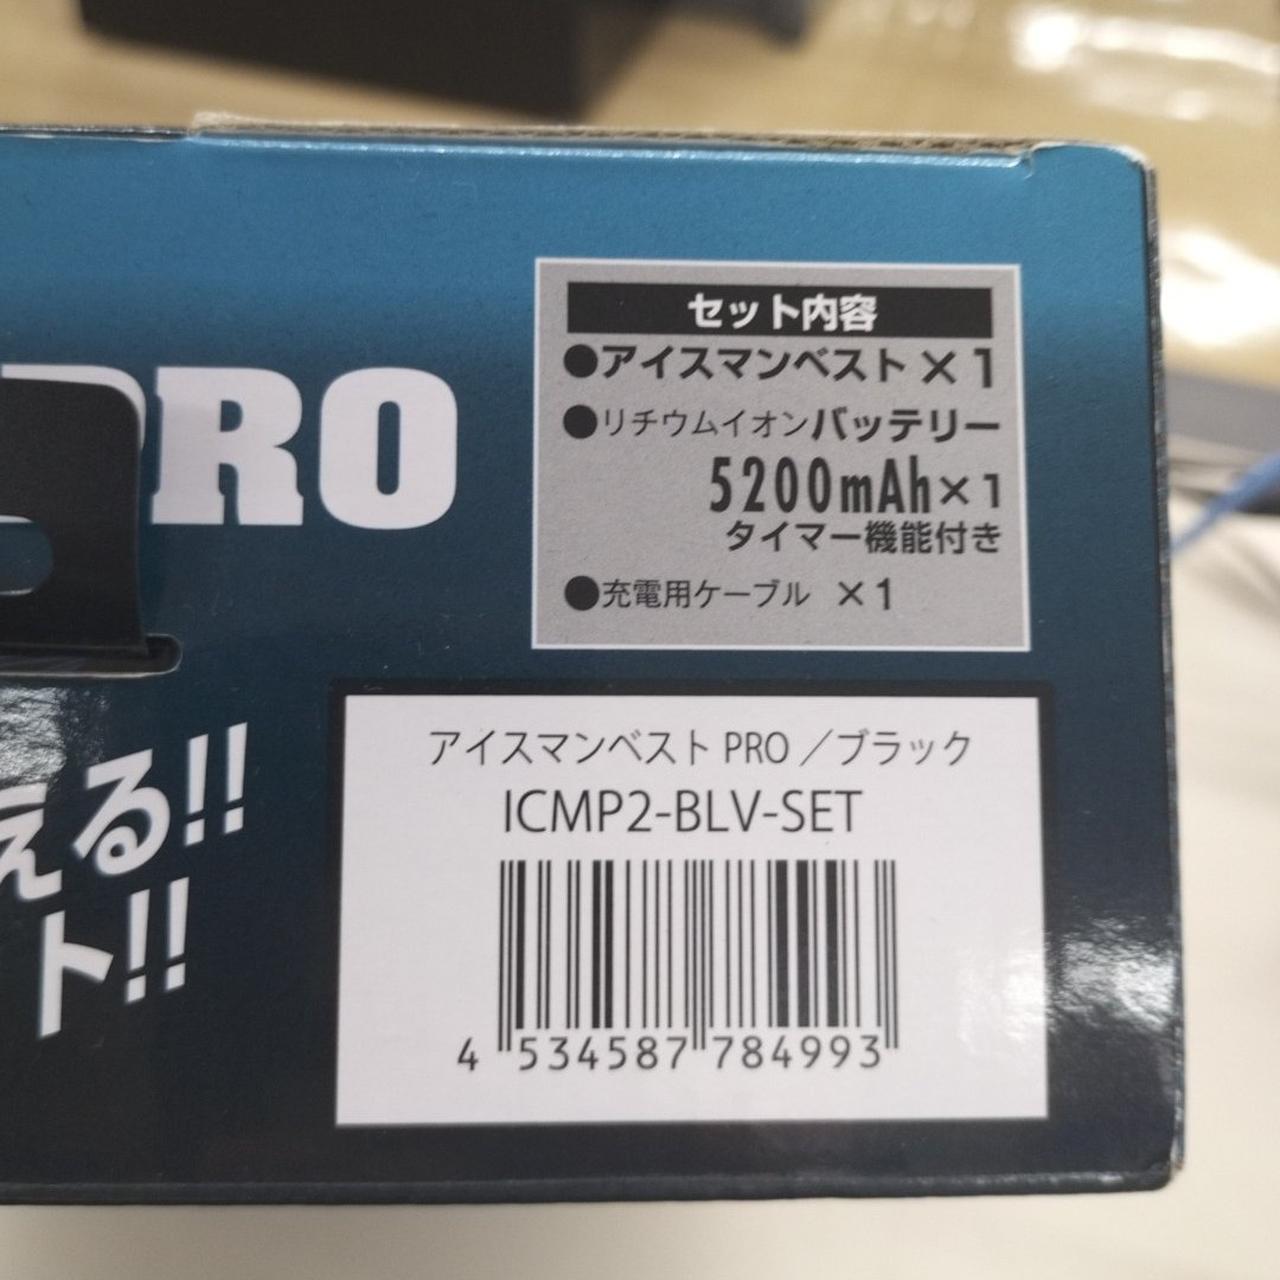 PRO
セット内容
●アイスマンベスト×1
●リチウムイオンバッテリー
5200mAh×1
タイマー機能付き
●充電用ケーブル ×1
える!!
ト!!
アイスマンベスト PRO／ブラック
ICMP2-BLV-SET
4 534587 784993